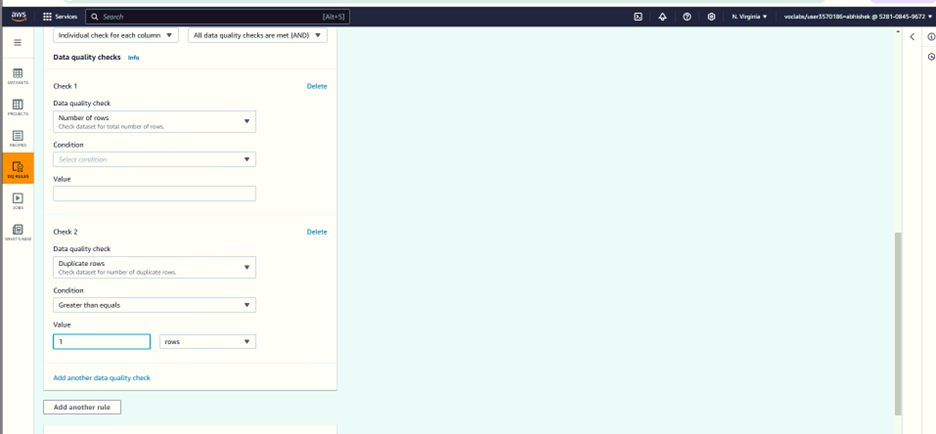 aws
Services
Search
[Alt+S]
N. Virginia
voclabs/user3570186=abhishek @ 5281-0845-9672
DATASETS
PROJECTS
RECIPES
DQ RULES
JOBS
WHAT'S NEW
Individual check for each column
All data quality checks are met (AND)
Data quality checks Info
Check 1
Delete
Data quality check
Number of rows
Check dataset for total number of rows.
Condition
Select condition
Value
Check 2
Delete
Data quality check
Duplicate rows
Check dataset for number of duplicate rows.
Condition
Greater than equals
Value
1
rows
Add another data quality check
Add another rule